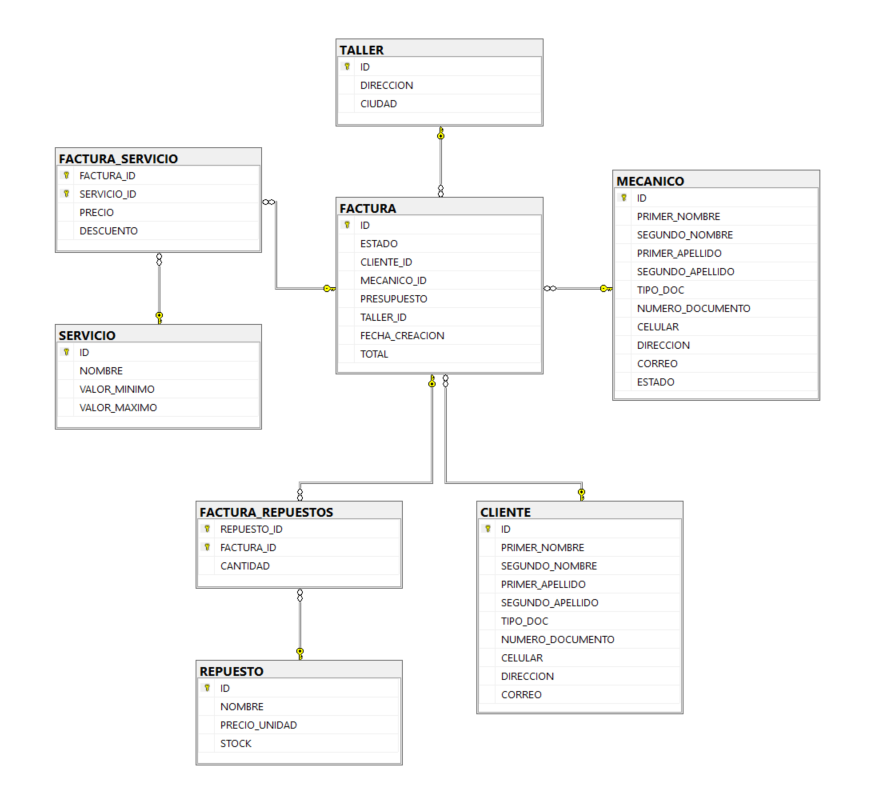 TALLER
ID
DIRECCION
CIUDAD
FACTURA_SERVICIO
FACTURA_ID
SERVICIO_ID
PRECIO
DESCUENTO
MECANICO
ID
PRIMER_NOMBRE
SEGUNDO_NOMBRE
PRIMER_APELLIDO
SEGUNDO_APELLIDO
TIPO_DOC
NUMERO_DOCUMENTO
CELULAR
DIRECCION
CORREO
ESTADO
FACTURA
ID
ESTADO
CLIENTE_ID
MECANICO_ID
PRESUPUESTO
TALLER_ID
FECHA_CREACION
TOTAL
SERVICIO
ID
NOMBRE
VALOR_MINIMO
VALOR_MAXIMO
FACTURA_REPUESTOS
REPUESTO_ID
FACTURA_ID
CANTIDAD
CLIENTE
ID
PRIMER_NOMBRE
SEGUNDO_NOMBRE
PRIMER_APELLIDO
SEGUNDO_APELLIDO
TIPO_DOC
NUMERO_DOCUMENTO
CELULAR
DIRECCION
CORREO
REPUESTO
ID
NOMBRE
PRECIO_UNIDAD
STOCK